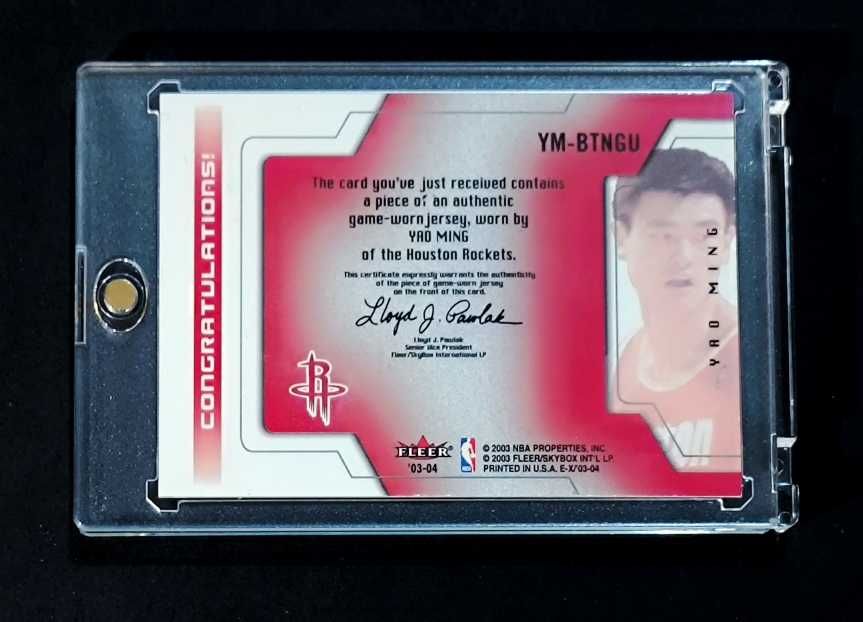 CONGRATULATIONS!
YM-BTNGU
The card you've just received contains
a piece of an authentic
game-worn jersey, worn by
YAO MING
of the Houston Rockets.
This certificate expressly warrants the authenticity
of the piece of game-worn jersey
on the front of this card.
Lloyd J. Pawlak
Lloyd J. Pawlak
Senior Vice President
Fleer/SkyBox International LP
YAO MING
R
FLEER
'03-04
NBA
© 2003 NBA PROPERTIES, INC.
© 2003 FLEER/SKYBOX INT'L LP.
PRINTED IN U.S.A. E-X/'03-04